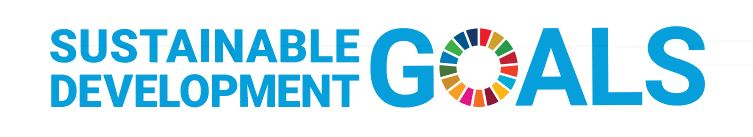 SUSTAINABLE
DEVELOPMENT
GOALS